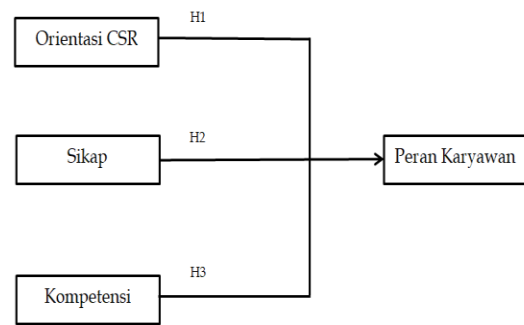 H1
Orientasi CSR
H2
Sikap
Peran Karyawan
H3
Kompetensi